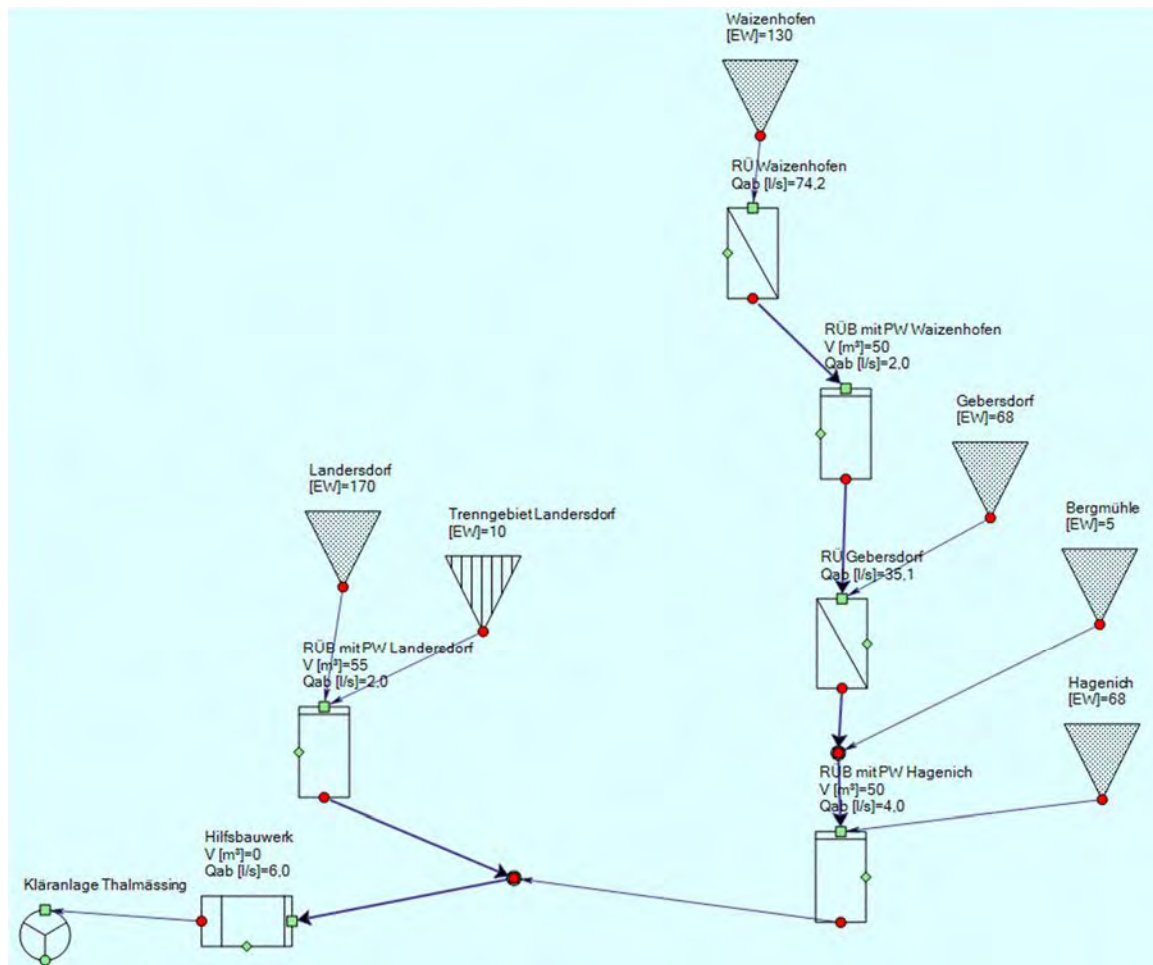 Waizenhofen
[EW]=130
RÜ Waizenhofen
Qab [l/s]=74,2
RÜB mit PW Waizenhofen
V [m³]=50
Qab [l/s]=2,0
Gebersdorf
[EW]=68
Landersdorf
[EW]=170
Trenngebiet Landersdorf
[EW]=10
Bergmühle
[EW]=5
RÜ Gebersdorf
Qab [l/s]=35,1
RÜB mit PW Landersdorf
V [m³]=55
Qab [l/s]=2,0
Hagenich
[EW]=68
RÜB mit PW Hagenich
V [m³]=50
Qab [l/s]=4,0
Hilfsbauwerk
V [m³]=0
Qab [l/s]=6,0
Kläranlage Thalmässing